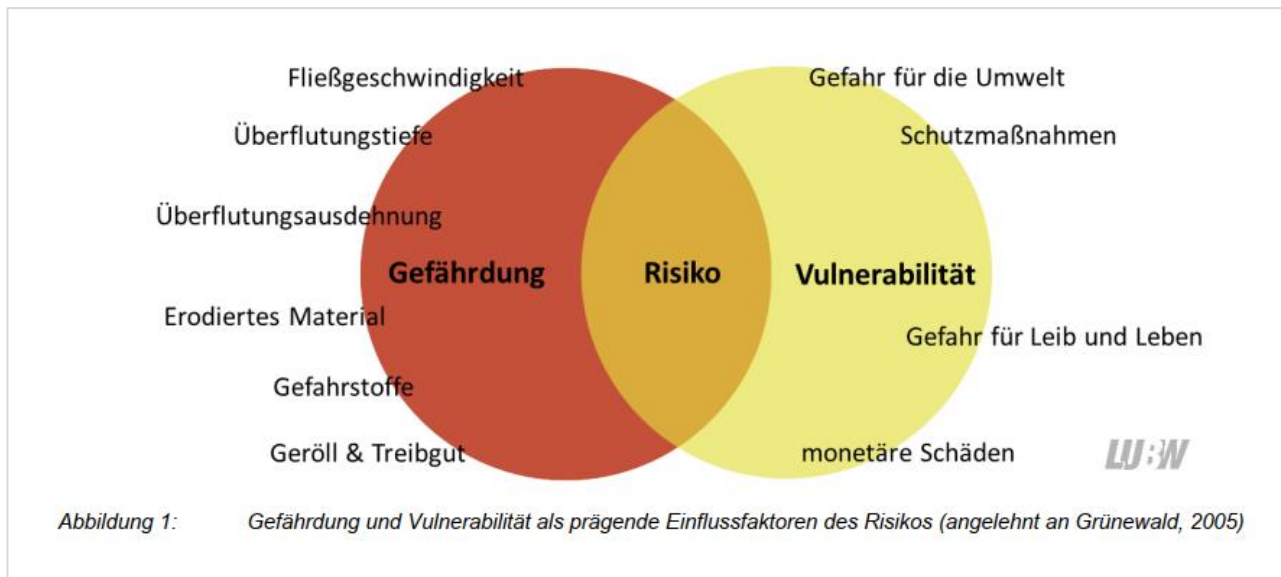 Fließgeschwindigkeit
Gefahr für die Umwelt
Überflutungstiefe
Schutzmaßnahmen
Überflutungsausdehnung
Gefährdung
Risiko
Vulnerabilität
Erodiertes Material
Gefahr für Leib und Leben
Gefahrstoffe
Geröll & Treibgut
monetäre Schäden
LUBW
Abbildung 1: Gefährdung und Vulnerabilität als prägende Einflussfaktoren des Risikos (angelehnt an Grünewald, 2005)